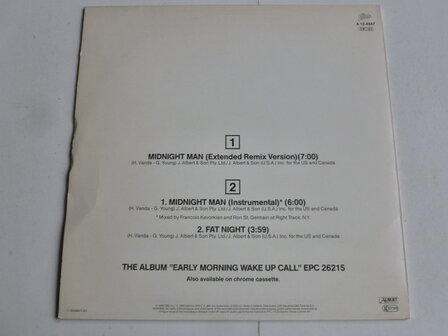 A 12-4547
1
MIDNIGHT MAN (Extended Remix Version)(7:00)
(H. Vanda - G. Young) J. Albert & Son Pty. Ltd./J. Albert & Son (U.S.A.) Inc. for the US and Canada
2
1. MIDNIGHT MAN (Instrumental)* (6:00)
(H. Vanda - G. Young) J. Albert & Son Pty. Ltd./J. Albert & Son (U.S.A.) Inc. for the US and Canada
* Mixed by Francois Kevorkian and Ron St. Germain at Right Track, N.Y.
2. FAT NIGHT (3:59)
(H. Vanda - G. Young) J. Albert & Son Pty. Ltd./J. Albert & Son (U.S.A.) Inc. for the US and Canada
THE ALBUM "EARLY MORNING WAKE UP CALL" EPC 26215
Also available on chrome cassette.
ALBERT